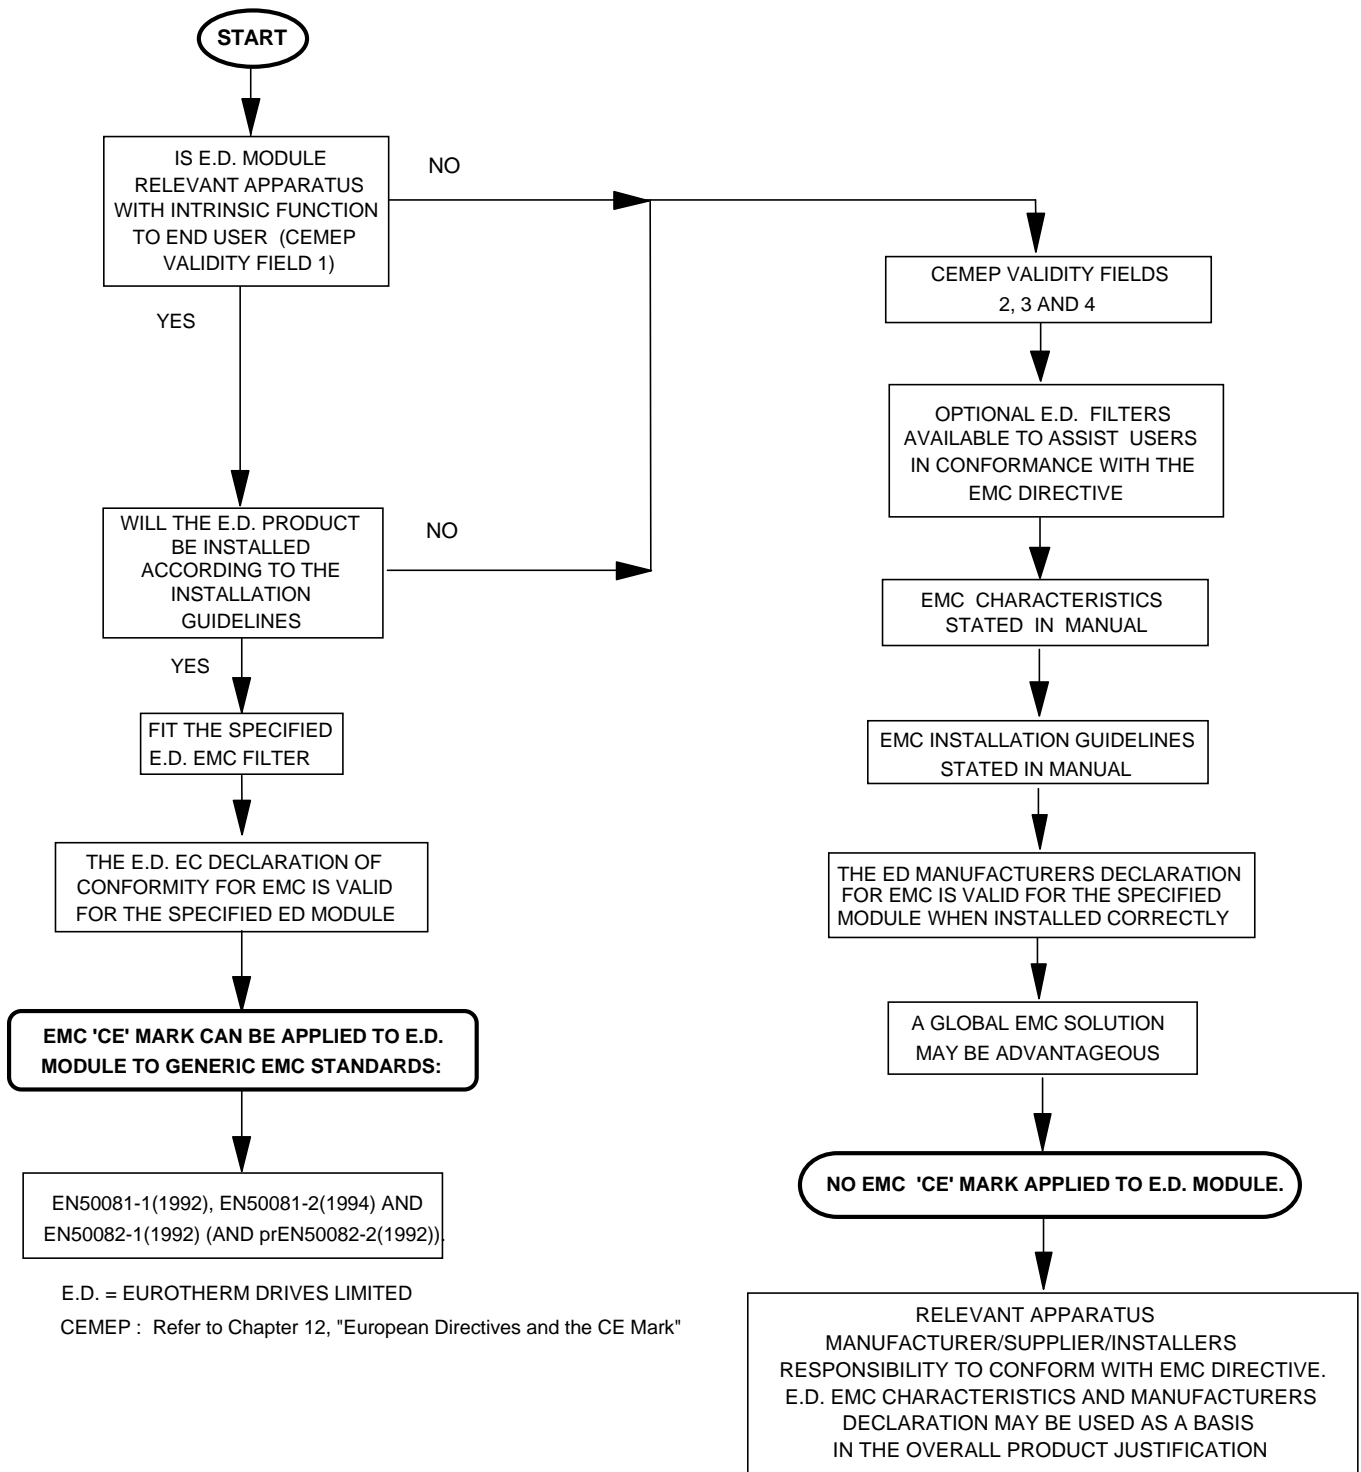 START
IS E.D. MODULE
RELEVANT APPARATUS
WITH INTRINSIC FUNCTION
TO END USER (CEMEP
VALIDITY FIELD 1)
NO
YES
WILL THE E.D. PRODUCT
BE INSTALLED
ACCORDING TO THE
INSTALLATION
GUIDELINES
NO
YES
FIT THE SPECIFIED
E.D. EMC FILTER
THE E.D. EC DECLARATION OF
CONFORMITY FOR EMC IS VALID
FOR THE SPECIFIED ED MODULE
EMC 'CE' MARK CAN BE APPLIED TO E.D.
MODULE TO GENERIC EMC STANDARDS:
EN50081-1(1992), EN50081-2(1994) AND
EN50082-1(1992) (AND prEN50082-2(1992)).
E.D. = EUROTHERM DRIVES LIMITED
CEMEP : Refer to Chapter 12, "European Directives and the CE Mark"
CEMEP VALIDITY FIELDS
2, 3 AND 4
OPTIONAL E.D. FILTERS
AVAILABLE TO ASSIST USERS
IN CONFORMANCE WITH THE
EMC DIRECTIVE
EMC CHARACTERISTICS
STATED IN MANUAL
EMC INSTALLATION GUIDELINES
STATED IN MANUAL
THE ED MANUFACTURERS DECLARATION
FOR EMC IS VALID FOR THE SPECIFIED
MODULE WHEN INSTALLED CORRECTLY
A GLOBAL EMC SOLUTION
MAY BE ADVANTAGEOUS
NO EMC 'CE' MARK APPLIED TO E.D. MODULE.
RELEVANT APPARATUS
MANUFACTURER/SUPPLIER/INSTALLERS
RESPONSIBILITY TO CONFORM WITH EMC DIRECTIVE.
E.D. EMC CHARACTERISTICS AND MANUFACTURERS
DECLARATION MAY BE USED AS A BASIS
IN THE OVERALL PRODUCT JUSTIFICATION